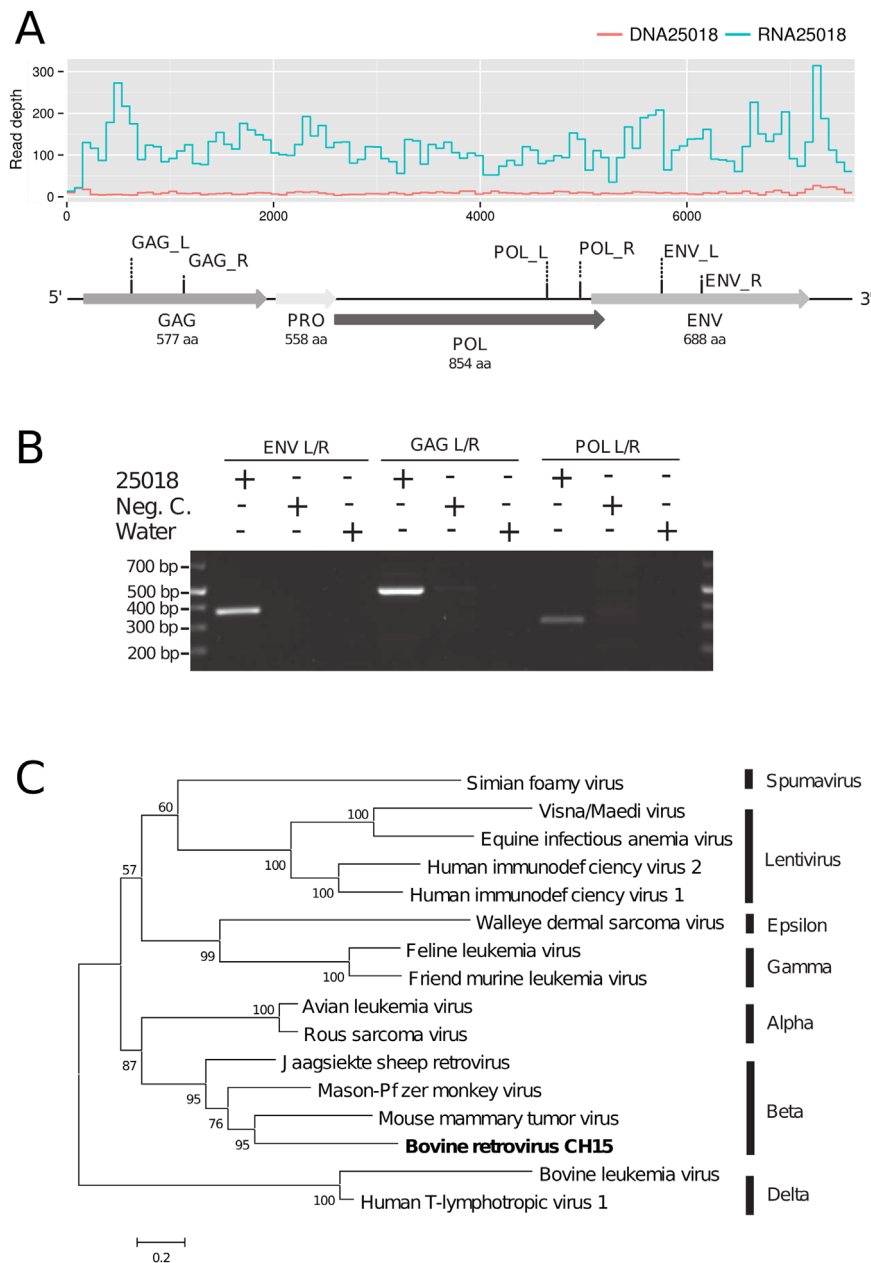 A
DNA25018 RNA25018
Read depth
300
200
100
0
0 2000 4000 6000
GAG_L GAG_R POL_L POL_R ENV_L ENV_R
5' 3'
GAG PRO POL ENV
577 aa 558 aa 854 aa 688 aa
B
ENV L/R GAG L/R POL L/R
25018 + - - + - - + - -
Neg. C. - + - - + - - + -
Water - - + - - + - - +
700 bp
500 bp
400 bp
300 bp
200 bp
C
Simian foamy virus Spumavirus
60
Visna/Maedi virus
100
Equine infectious anemia virus
Human immunodef ciency virus 2 Lentivirus
100
57
100
Human immunodef ciency virus 1
Walleye dermal sarcoma virus Epsilon
99
Feline leukemia virus
Gamma
100
Friend murine leukemia virus
Avian leukemia virus
100
Alpha
Rous sarcoma virus
87
Jaagsiekte sheep retrovirus
95
Mason-Pf zer monkey virus
Beta
76
Mouse mammary tumor virus
95
Bovine retrovirus CH15
Bovine leukemia virus
Delta
100
Human T-lymphotropic virus 1
0.2